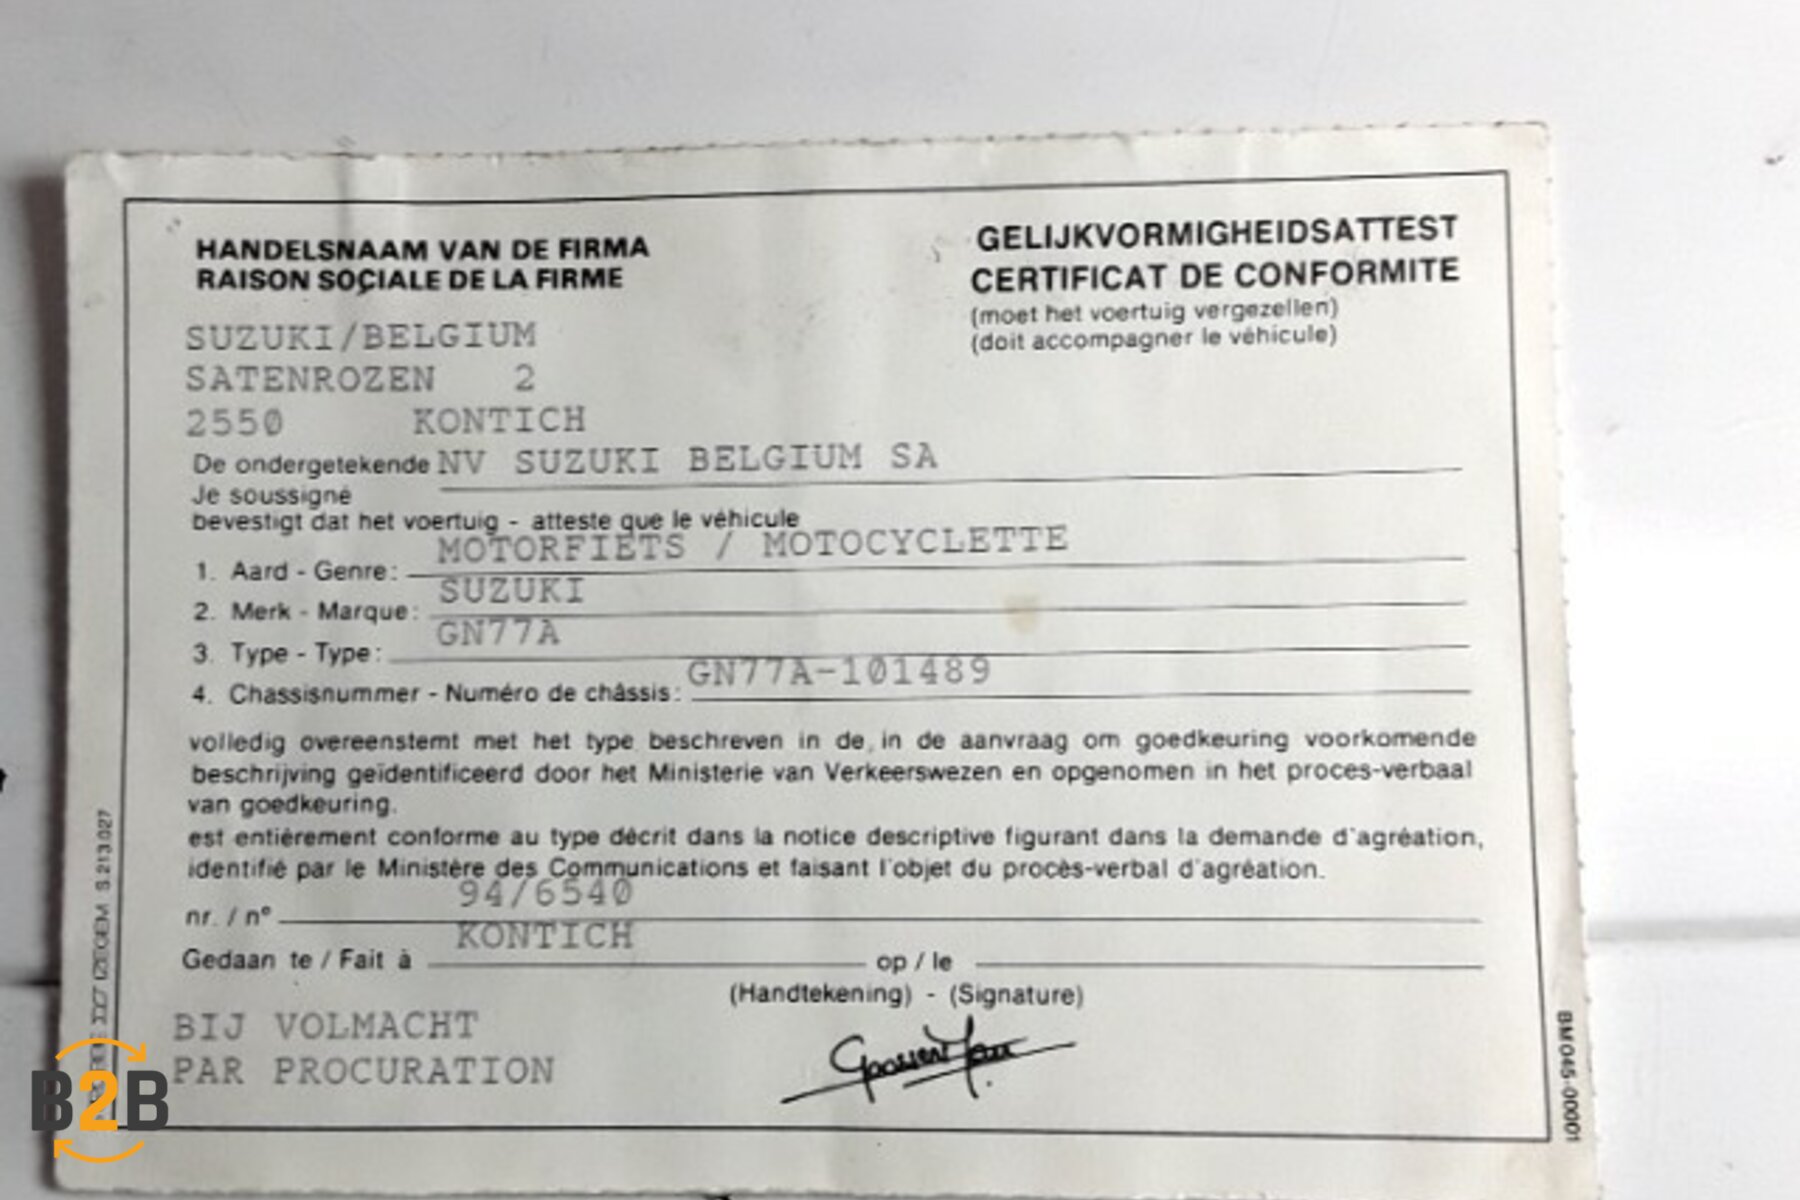 HANDELSNAAM VAN DE FIRMA
RAISON SOCIALE DE LA FIRME
GELIJKVORMIGHEIDSATTEST
CERTIFICAT DE CONFORMITE
(moet het voertuig vergezellen)
(doit accompagner le véhicule)
SUZUKI/BELGIUM
SATENROZEN 2
2550 KONTICH
De ondergetekende NV SUZUKI BELGIUM SA
Je soussigné
bevestigt dat het voertuig - atteste que le véhicule
1. Aard - Genre: MOTORFIETS / MOTOCYCLETTE
2. Merk - Marque: SUZUKI
3. Type - Type: GN77A
4. Chassisnummer - Numéro de châssis: GN77A-101489
volledig overeenstemt met het type beschreven in de, in de aanvraag om goedkeuring voorkomende
beschrijving geïdentificeerd door het Ministerie van Verkeerswezen en opgenomen in het proces-verbaal
van goedkeuring.
est entièrement conforme au type décrit dans la notice descriptive figurant dans la demande d'agréation,
identifié par le Ministère des Communications et faisant l'objet du procès-verbal d'agréation.
nr. / n° 94/6540
Gedaan te / Fait à KONTICH op / le
(Handtekening) - (Signature)
BIJ VOLMACHT
PAR PROCURATION
IZEGEM S 213 027
BM 045-00001
B2B